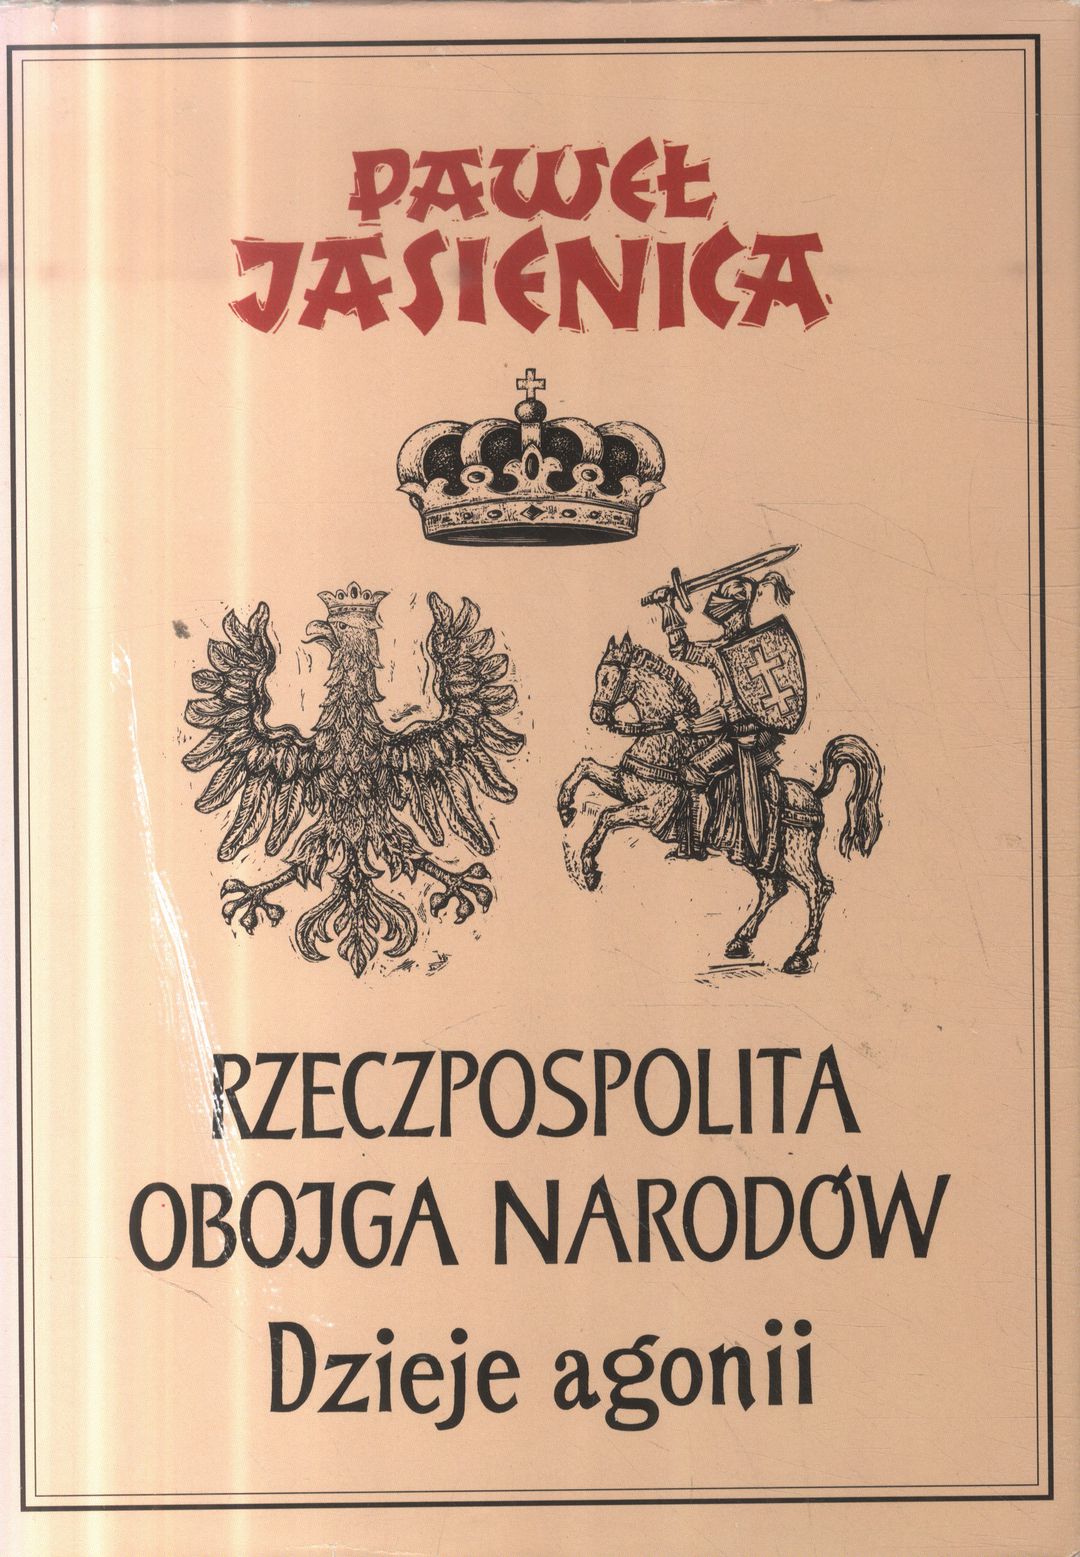 PAWEŁ
JASIENICA
RZECZPOSPOLITA
OBOJGA NARODÓW
Dzieje agonii